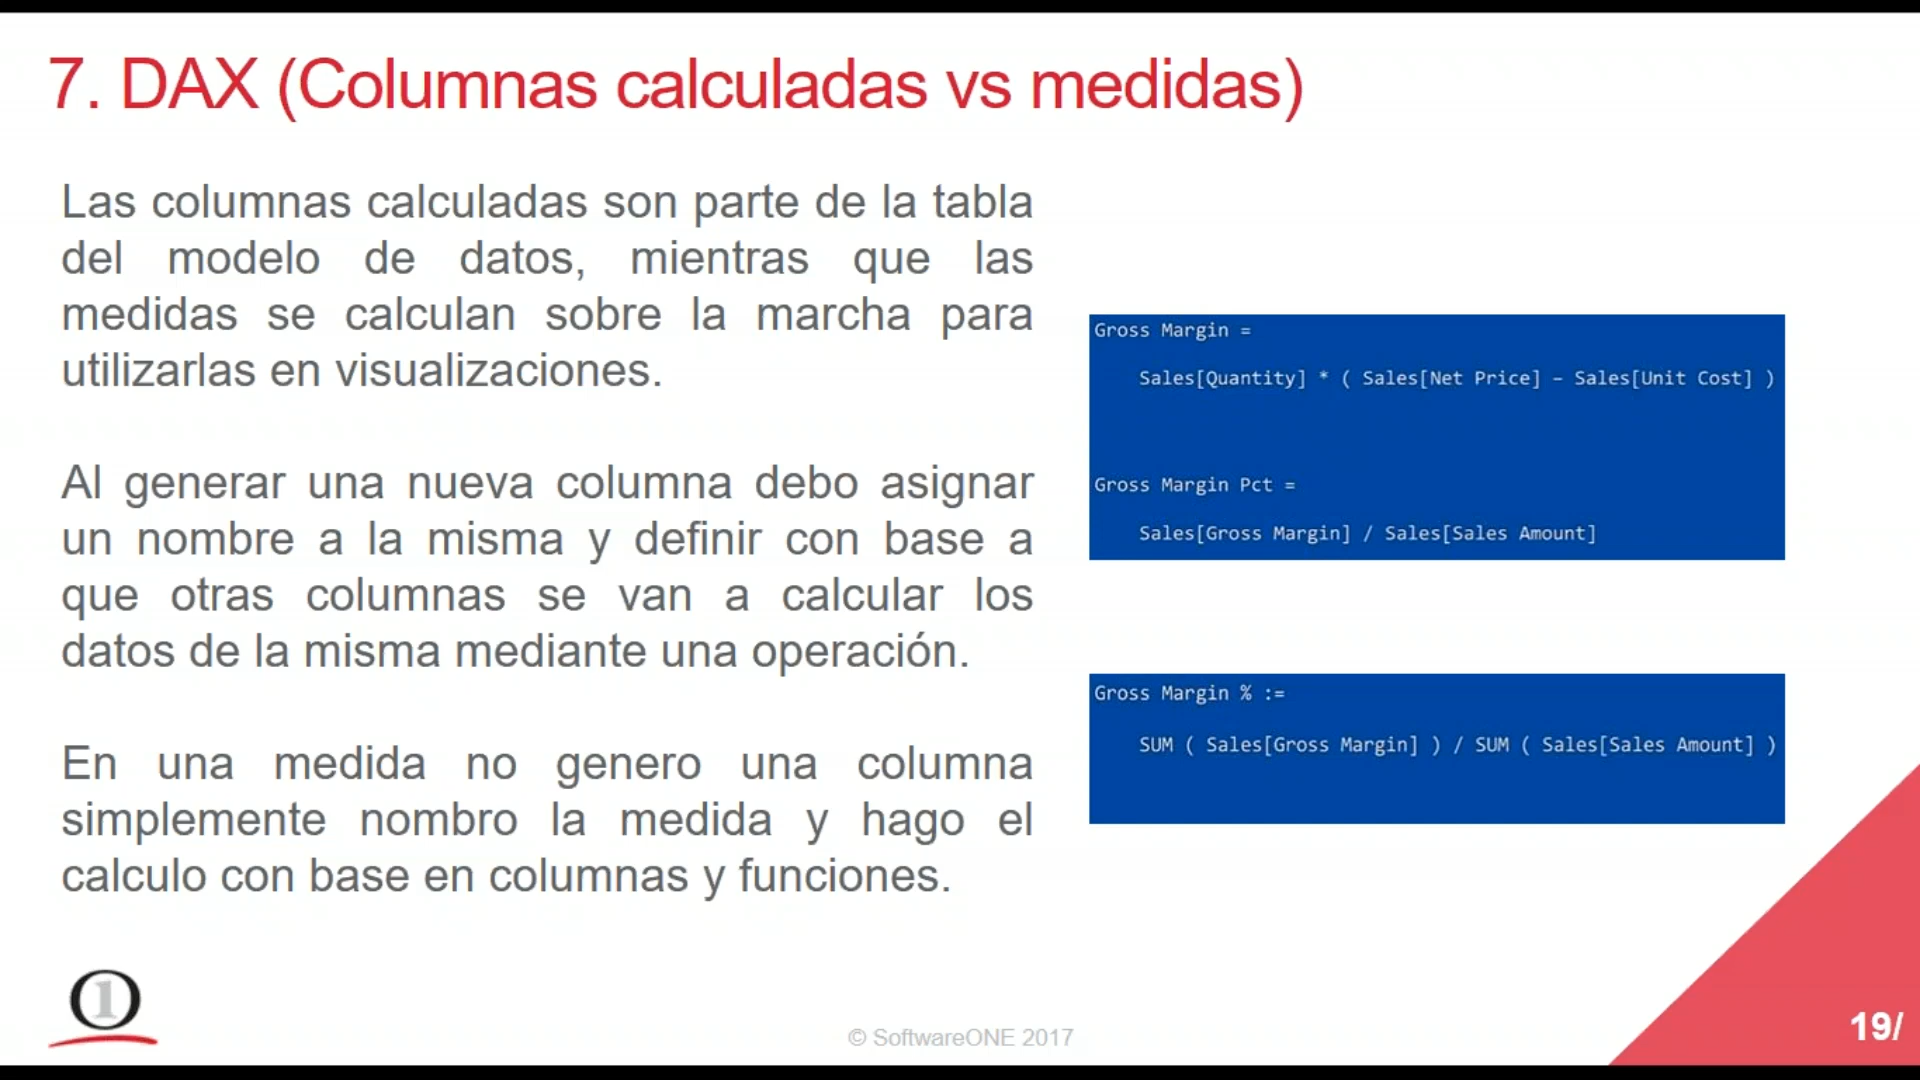 7. DAX (Columnas calculadas vs medidas)
Las columnas calculadas son parte de la tabla
del modelo de datos, mientras que las
medidas se calculan sobre la marcha para
utilizarlas en visualizaciones.
Al generar una nueva columna debo asignar
un nombre a la misma y definir con base a
que otras columnas se van a calcular los
datos de la misma mediante una operación.
En una medida no genero una columna
simplemente nombro la medida y hago el
calculo con base en columnas y funciones.
Gross Margin =
Sales[Quantity] * ( Sales[Net Price] – Sales[Unit Cost] )
Gross Margin Pct =
Sales[Gross Margin] / Sales[Sales Amount]
Gross Margin % :=
SUM ( Sales[Gross Margin] ) / SUM ( Sales[Sales Amount] )
1
© SoftwareONE 2017
19/